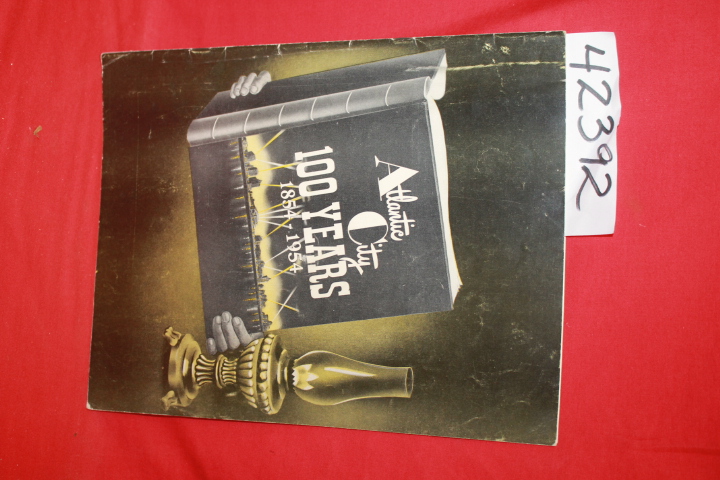 Atlantic
City
100 YEARS
1854 - 1954
42392